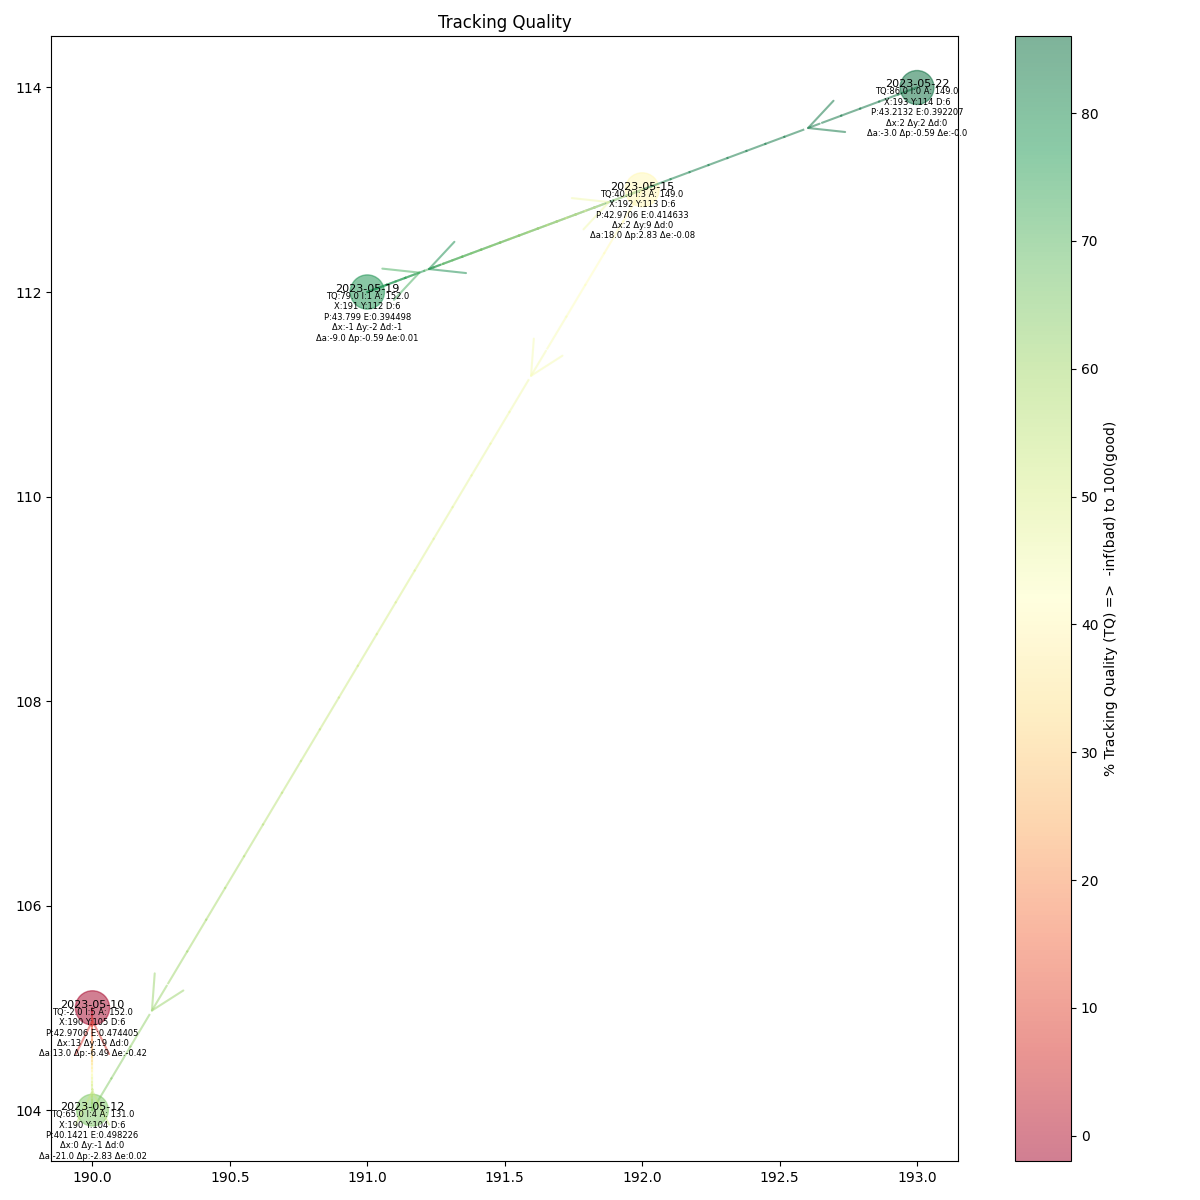 Tracking Quality
114
112
110
108
106
104
190.0
190.5
191.0
191.5
192.0
192.5
193.0
2023-05-22
TQ:86.0 I:0 A: 149.0
X:193 Y:114 D:6
P:43.2132 E:0.392207
Δx:2 Δy:2 Δd:0
Δa:-3.0 Δp:-0.59 Δe:-0.0
2023-05-15
TQ:40.0 I:3 A: 149.0
X:192 Y:113 D:6
P:42.9706 E:0.414633
Δx:2 Δy:9 Δd:0
Δa:18.0 Δp:2.83 Δe:-0.08
2023-05-19
TQ:79.0 I:1 A: 152.0
X:191 Y:112 D:6
P:43.799 E:0.394498
Δx:-1 Δy:-2 Δd:-1
Δa:-9.0 Δp:-0.59 Δe:0.01
2023-05-10
TQ:-2.0 I:5 A: 152.0
X:190 Y:105 D:6
P:42.9706 E:0.474405
Δx:13 Δy:19 Δd:0
Δa:13.0 Δp:-6.49 Δe:-0.42
2023-05-12
TQ:65.0 I:4 A: 131.0
X:190 Y:104 D:6
P:40.1421 E:0.498226
Δx:0 Δy:-1 Δd:0
Δa:-21.0 Δp:-2.83 Δe:0.02
80
70
60
50
40
30
20
10
0
% Tracking Quality (TQ) => -inf(bad) to 100(good)